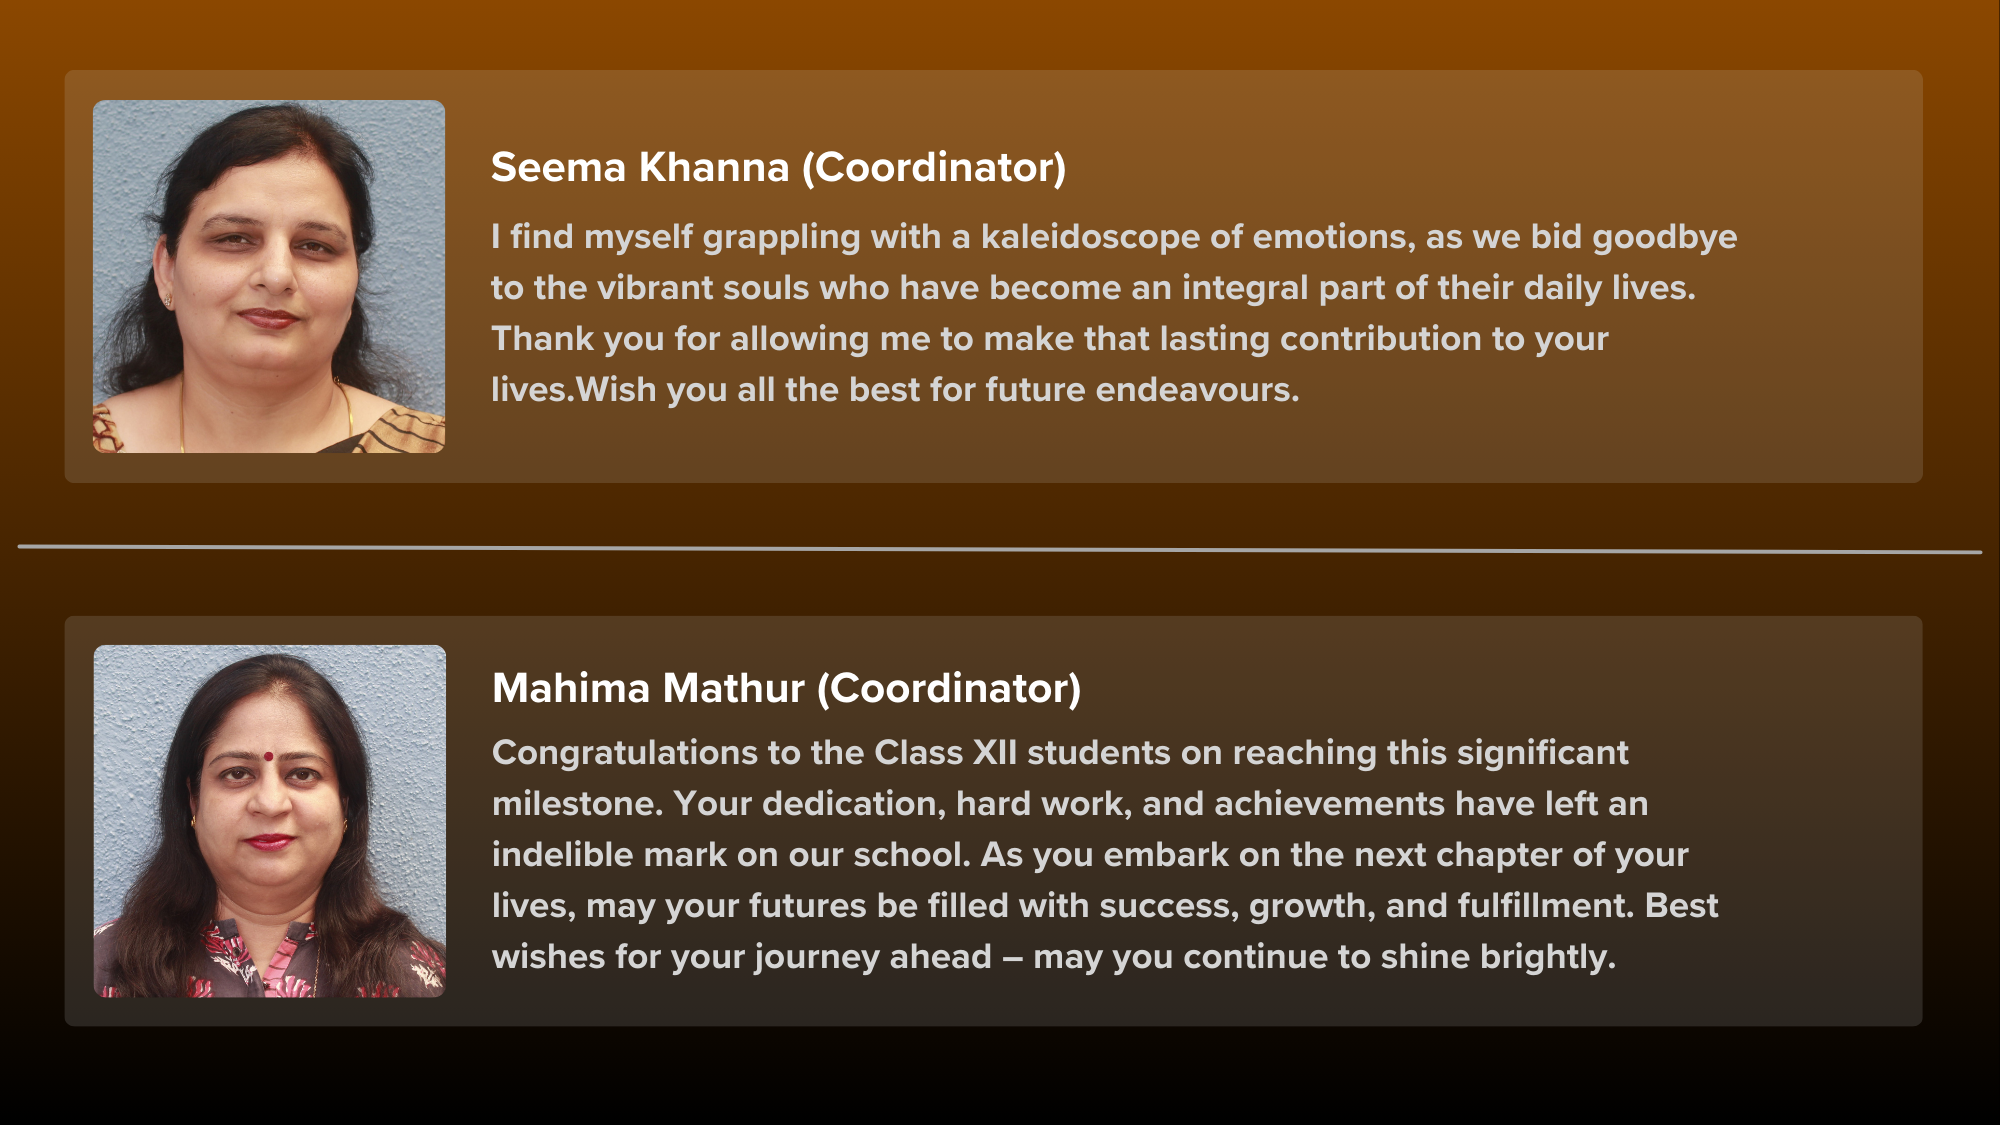 Seema Khanna (Coordinator)
I find myself grappling with a kaleidoscope of emotions, as we bid goodbye
to the vibrant souls who have become an integral part of their daily lives.
Thank you for allowing me to make that lasting contribution to your
lives.Wish you all the best for future endeavours.
Mahima Mathur (Coordinator)
Congratulations to the Class XII students on reaching this significant
milestone. Your dedication, hard work, and achievements have left an
indelible mark on our school. As you embark on the next chapter of your
lives, may your futures be filled with success, growth, and fulfillment. Best
wishes for your journey ahead – may you continue to shine brightly.